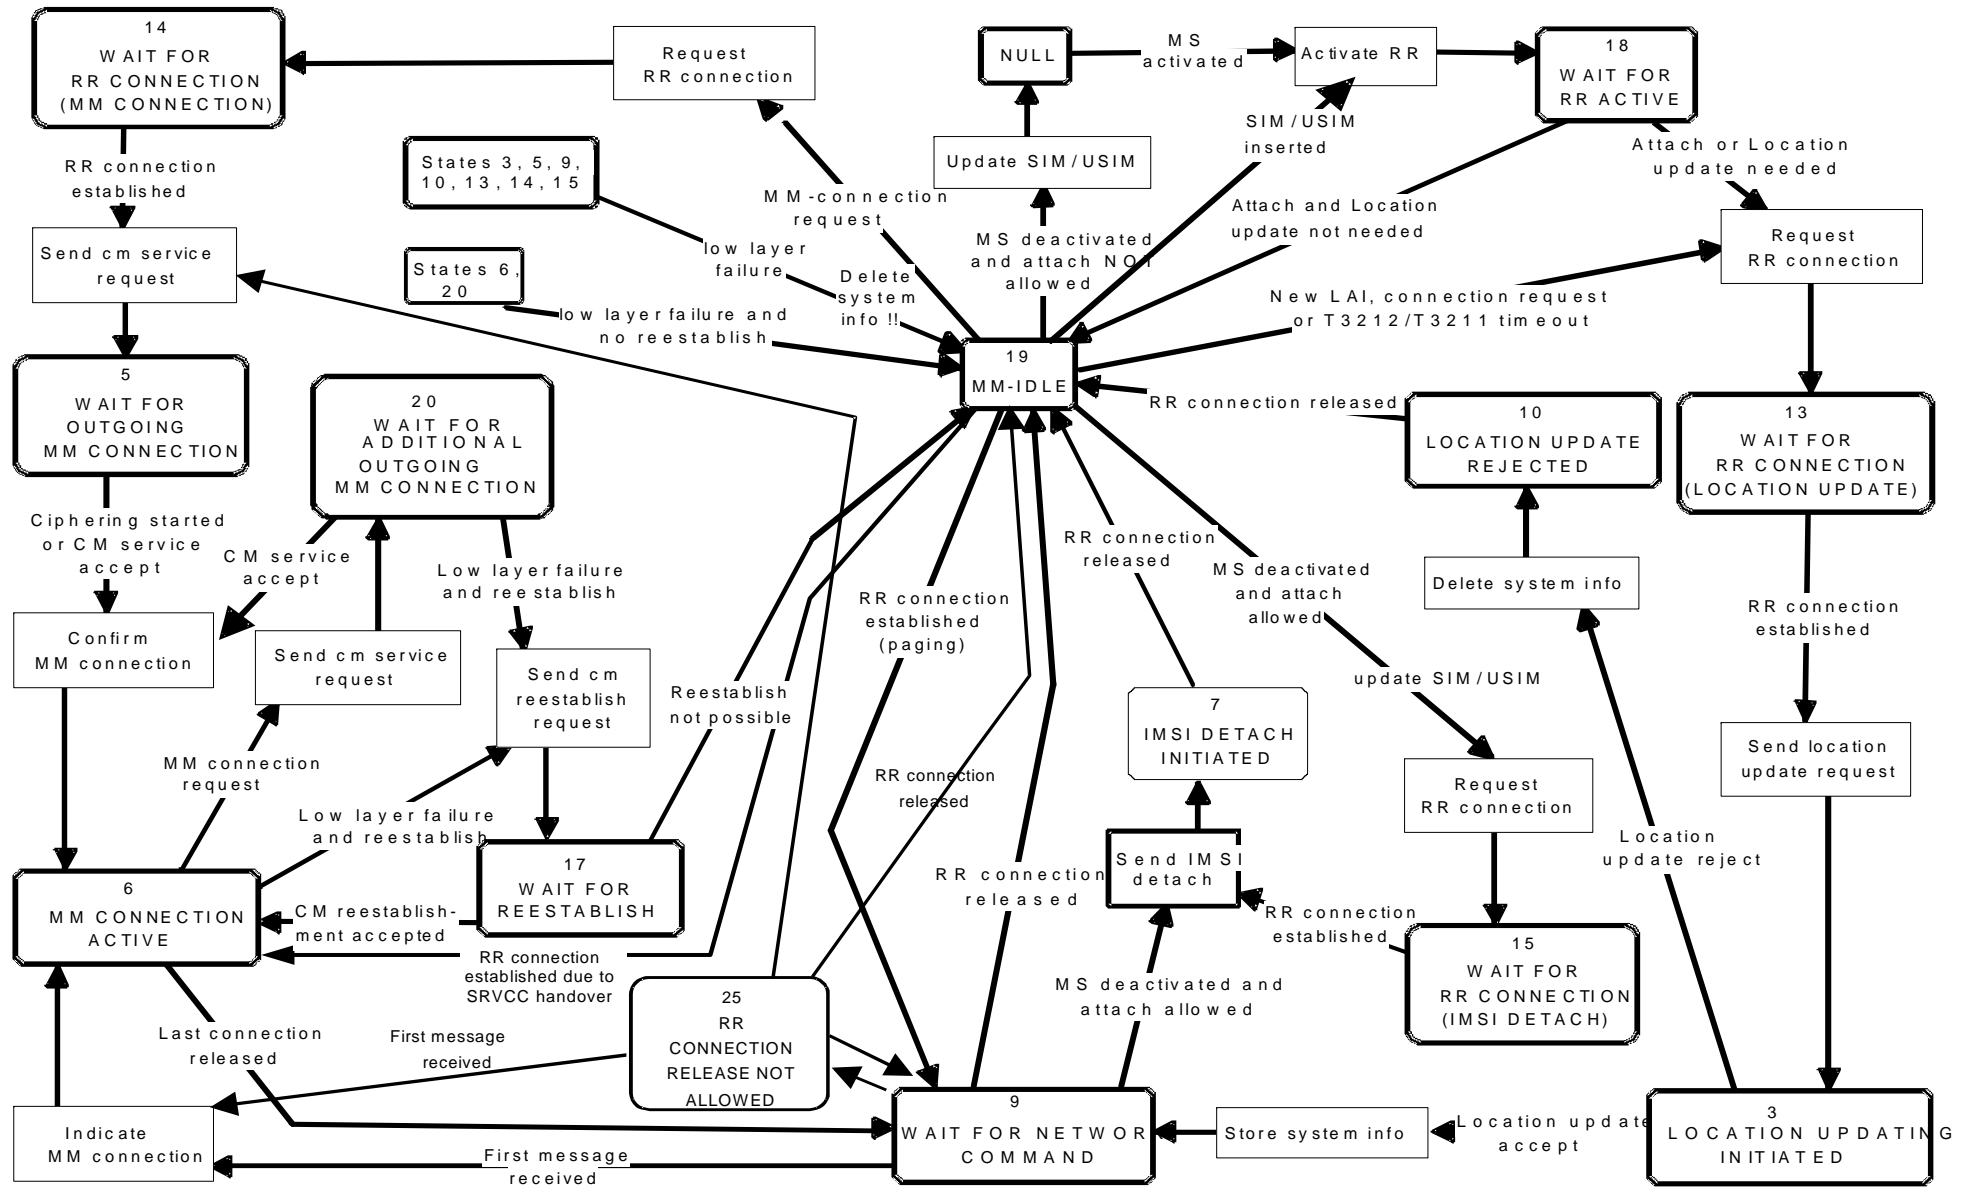 14
WAIT FOR
RR CONNECTION
(MM CONNECTION)
Request
RR connection
NULL
MS
activated
Activate RR
18
WAIT FOR
RR ACTIVE
SIM/USIM
inserted
Attach or Location
update needed
RR connection
established
States 3, 5, 9,
10, 13, 14, 15
Update SIM/USIM
MM-connection
request
Attach and Location
update not needed
Send cm service
request
low layer
failure
MS deactivated
and attach NOT
allowed
Request
RR connection
States 6,
20
Delete
system
info !!
New LAI, connection request
or T3212/T3211 timeout
low layer failure and
no reestablish
19
MM-IDLE
5
WAIT FOR
OUTGOING
MM CONNECTION
20
WAIT FOR
ADDITIONAL
OUTGOING
MM CONNECTION
RR connection released
10
LOCATION UPDATE
REJECTED
13
WAIT FOR
RR CONNECTION
(LOCATION UPDATE)
Ciphering started
or CM service
accept
CM service
accept
Low layer failure
and reestablish
RR connection
released
MS deactivated
and attach
allowed
Delete system info
RR connection
established
(paging)
RR connection
established
Confirm
MM connection
Send cm service
request
Send cm
reestablish
request
Reestablish
not possible
update SIM/USIM
7
IMSI DETACH
INITIATED
Send location
update request
MM connection
request
RR connection
released
Request
RR connection
Low layer failure
and reestablish
Location
update reject
17
WAIT FOR
REESTABLISH
RR connection
released
Send IMSI
detach
6
MM CONNECTION
ACTIVE
CM reestablish-
ment accepted
RR connection
established
RR connection
established due to
SRVCC handover
15
WAIT FOR
RR CONNECTION
(IMSI DETACH)
MS deactivated and
attach allowed
25
RR
CONNECTION
RELEASE NOT
ALLOWED
Last connection
released
First message
received
9
WAIT FOR NETWOR
COMMAND
Store system info
Location update
accept
3
LOCATION UPDATING
INITIATED
Indicate
MM connection
First message
received